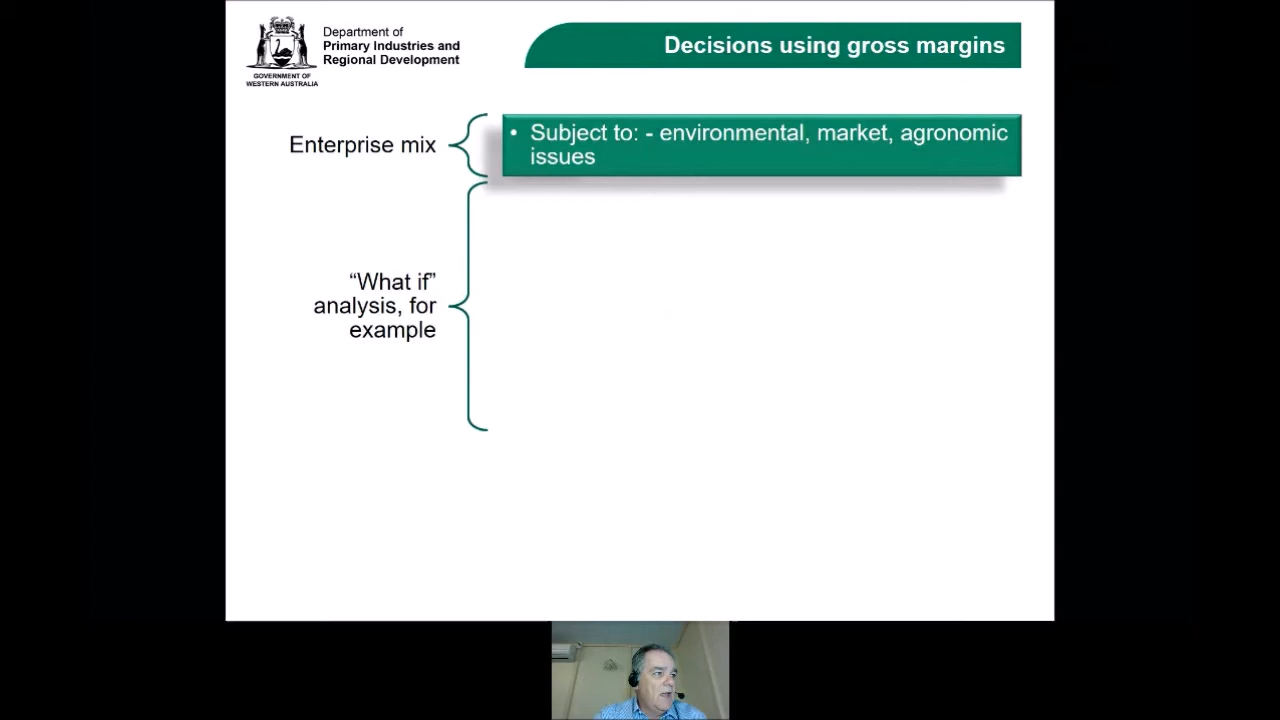 Department of
Primary Industries and
Regional Development
GOVERNMENT OF
WESTERN AUSTRALIA
Decisions using gross margins
Enterprise mix
• Subject to: - environmental, market, agronomic
issues
“What if”
analysis, for
example